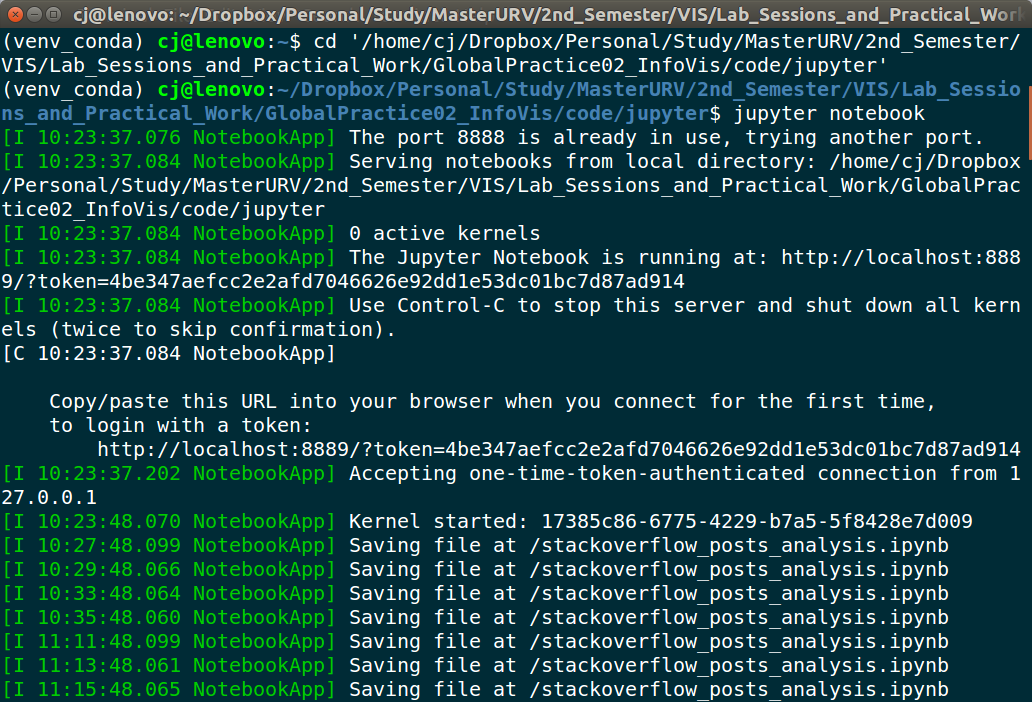 cj@lenovo: ~/Dropbox/Personal/Study/MasterURV/2nd_Semester/VIS/Lab_Sessions_and_Practical_Work
(venv_conda) cj@lenovo:~$ cd '/home/cj/Dropbox/Personal/Study/MasterURV/2nd_Semester/
VIS/Lab_Sessions_and_Practical_Work/GlobalPractice02_InfoVis/code/jupyter'
(venv_conda) cj@lenovo:~/Dropbox/Personal/Study/MasterURV/2nd_Semester/VIS/Lab_Sessio
ns_and_Practical_Work/GlobalPractice02_InfoVis/code/jupyter$ jupyter notebook
[I 10:23:37.076 NotebookApp] The port 8888 is already in use, trying another port.
[I 10:23:37.084 NotebookApp] Serving notebooks from local directory: /home/cj/Dropbox
/Personal/Study/MasterURV/2nd_Semester/VIS/Lab_Sessions_and_Practical_Work/GlobalPrac
tice02_InfoVis/code/jupyter
[I 10:23:37.084 NotebookApp] 0 active kernels
[I 10:23:37.084 NotebookApp] The Jupyter Notebook is running at: http://localhost:888
9/?token=4be347aefcc2e2afd7046626e92dd1e53dc01bc7d87ad914
[I 10:23:37.084 NotebookApp] Use Control-C to stop this server and shut down all kern
els (twice to skip confirmation).
[C 10:23:37.084 NotebookApp]
Copy/paste this URL into your browser when you connect for the first time,
to login with a token:
http://localhost:8889/?token=4be347aefcc2e2afd7046626e92dd1e53dc01bc7d87ad914
[I 10:23:37.202 NotebookApp] Accepting one-time-token-authenticated connection from 1
27.0.0.1
[I 10:23:48.070 NotebookApp] Kernel started: 17385c86-6775-4229-b7a5-5f8428e7d009
[I 10:27:48.099 NotebookApp] Saving file at /stackoverflow_posts_analysis.ipynb
[I 10:29:48.066 NotebookApp] Saving file at /stackoverflow_posts_analysis.ipynb
[I 10:33:48.064 NotebookApp] Saving file at /stackoverflow_posts_analysis.ipynb
[I 10:35:48.060 NotebookApp] Saving file at /stackoverflow_posts_analysis.ipynb
[I 11:11:48.099 NotebookApp] Saving file at /stackoverflow_posts_analysis.ipynb
[I 11:13:48.061 NotebookApp] Saving file at /stackoverflow_posts_analysis.ipynb
[I 11:15:48.065 NotebookApp] Saving file at /stackoverflow_posts_analysis.ipynb